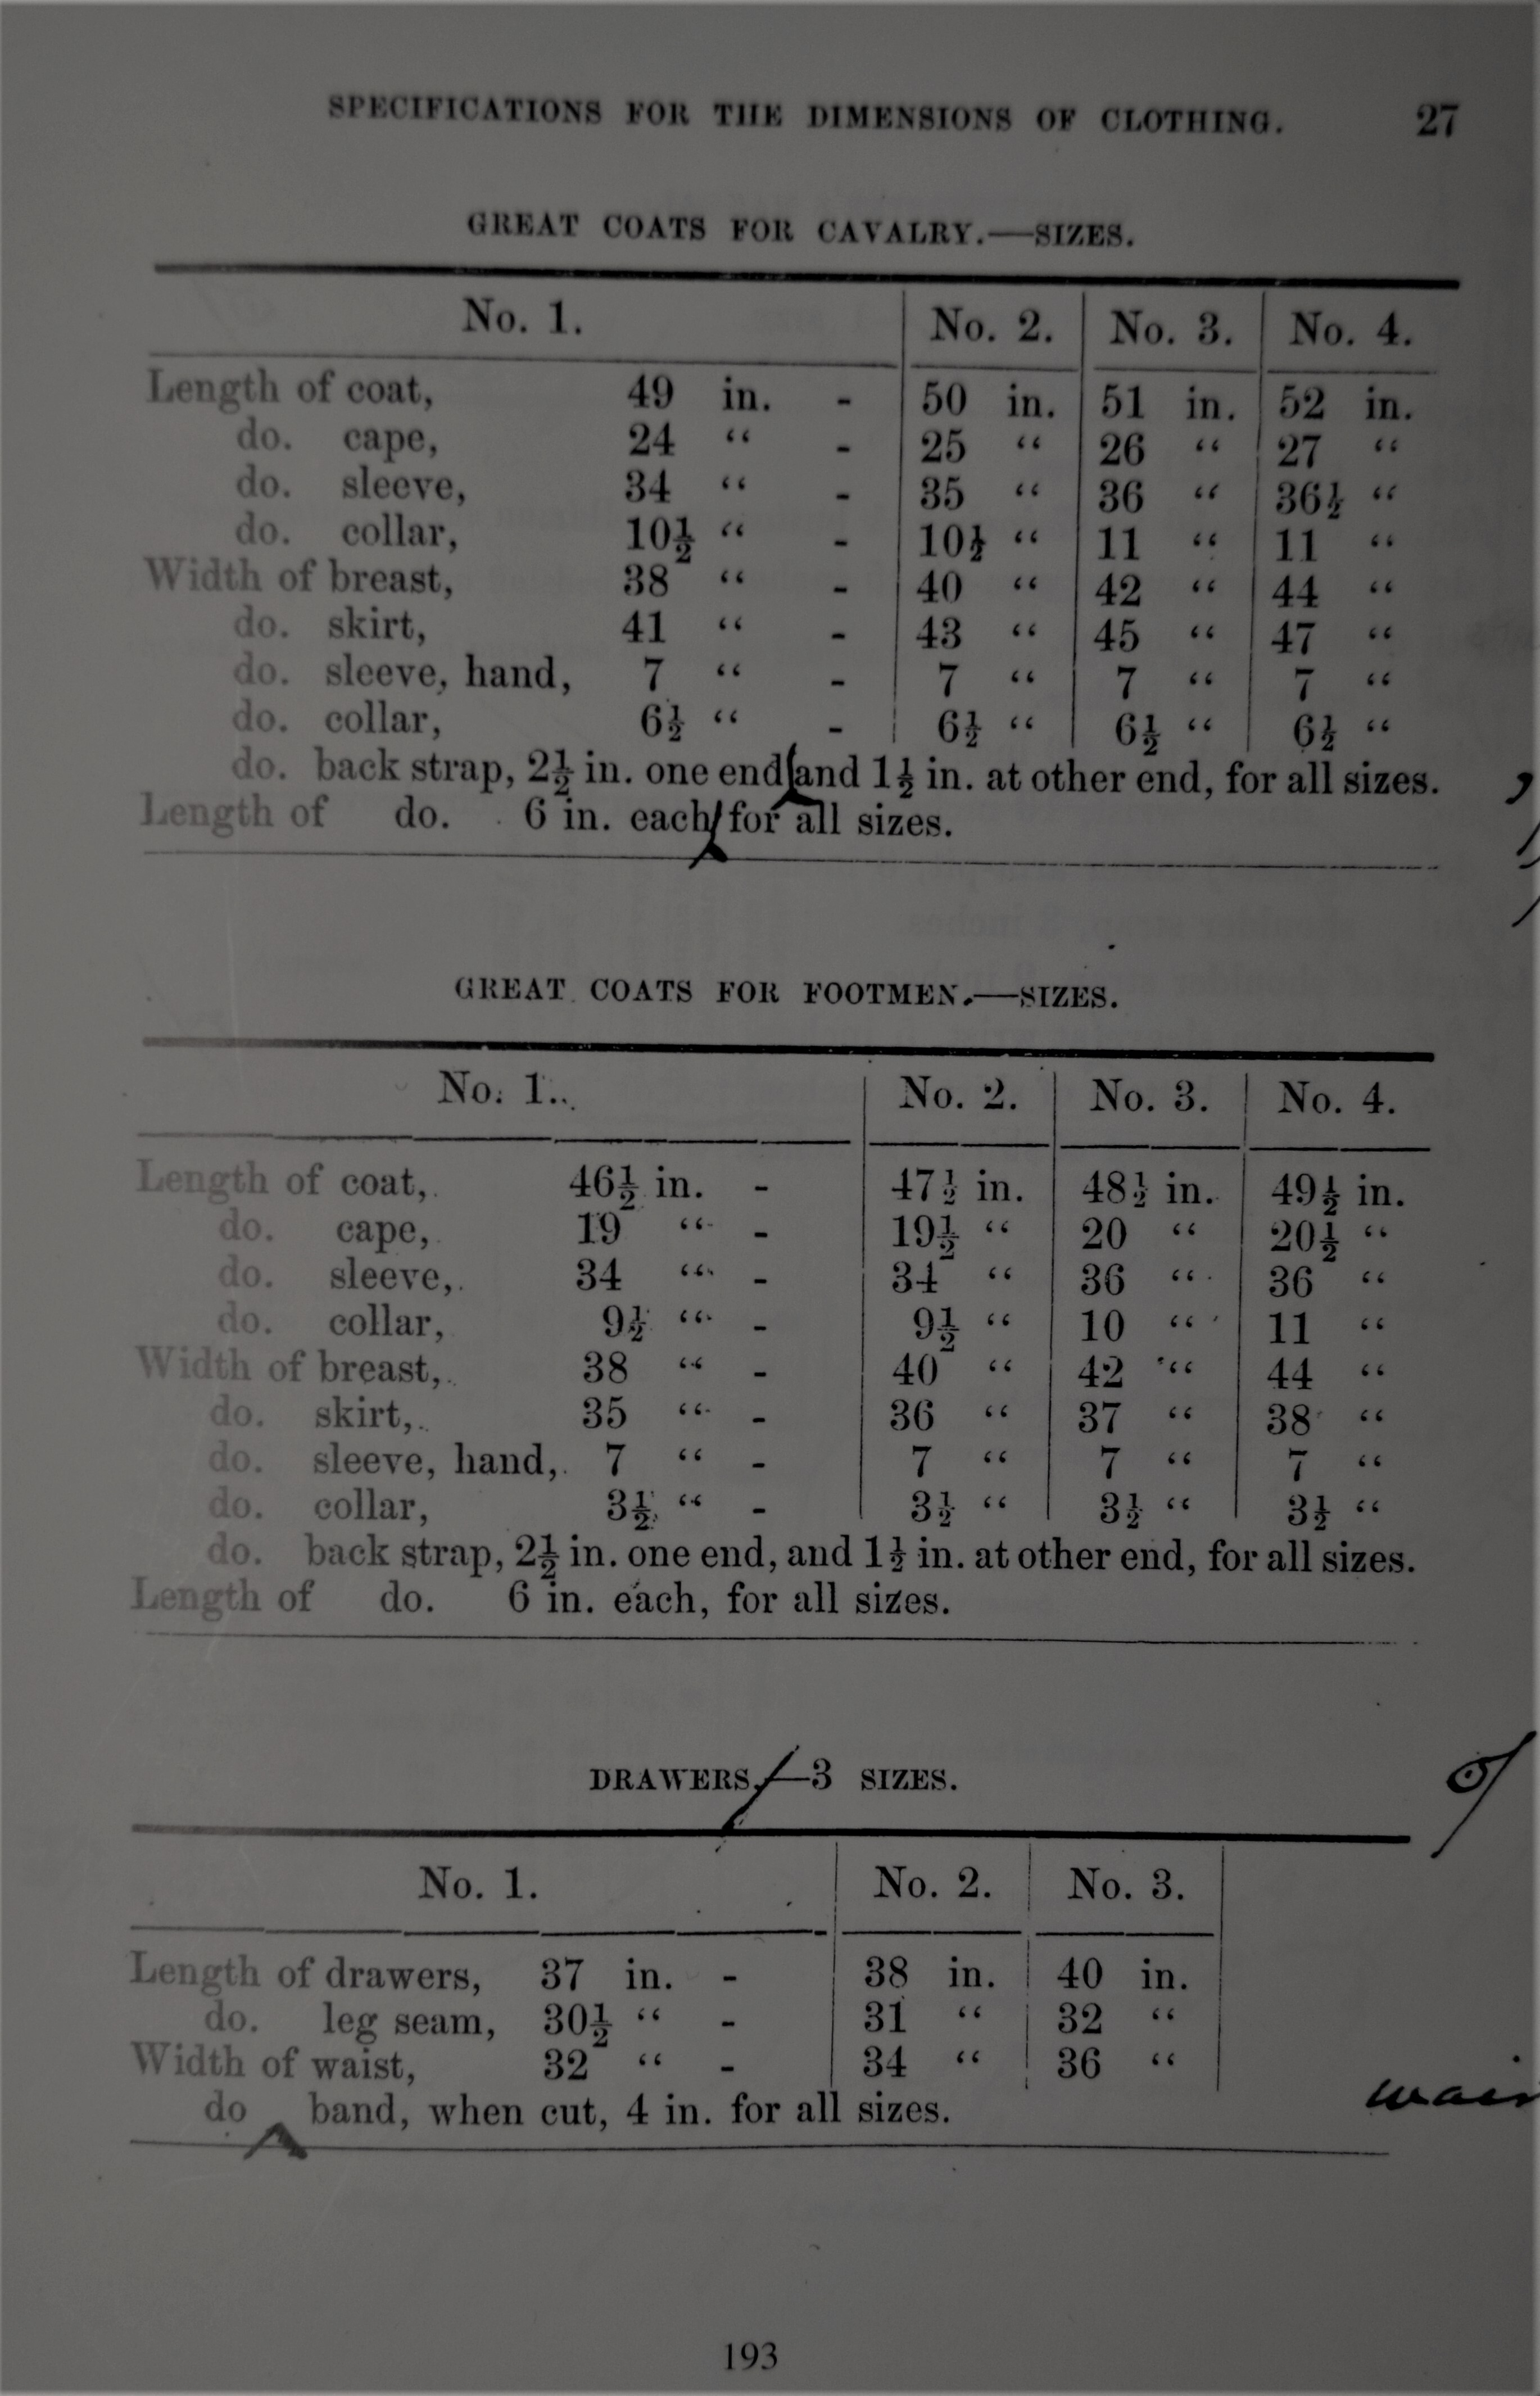 SPECIFICATIONS FOR THE DIMENSIONS OF CLOTHING. 27
GREAT COATS FOR CAVALRY.—SIZES.
No. 1. No. 2. No. 3. No. 4.
Length of coat, 49 in. - 50 in. 51 in. 52 in.
do. cape, 24 “ - 25 “ 26 “ 27 “
do. sleeve, 34 “ - 35 “ 36 “ 36½ “
do. collar, 10½ “ - 10½ “ 11 “ 11 “
Width of breast, 38 “ - 40 “ 42 “ 44 “
do. skirt, 41 “ - 43 “ 45 “ 47 “
do. sleeve, hand, 7 “ - 7 “ 7 “ 7 “
do. collar, 6½ “ - 6½ “ 6½ “ 6½ “
do. back strap, 2½ in. one end and 1½ in. at other end, for all sizes. ,
Length of do. 6 in. each for all sizes. ,
GREAT COATS FOR FOOTMEN.—SIZES.
No. 1. No. 2. No. 3. No. 4.
Length of coat, 46½ in. - 47½ in. 48½ in. 49½ in.
do. cape, 19 “ - 19½ “ 20 “ 20½ “
do. sleeve, 34 “ - 34 “ 36 “ 36 “
do. collar, 9½ “ - 9½ “ 10 “ 11 “
Width of breast, 38 “ - 40 “ 42 “ 44 “
do. skirt, 35 “ - 36 “ 37 “ 38 “
do. sleeve, hand, 7 “ - 7 “ 7 “ 7 “
do. collar, 3½ “ - 3½ “ 3½ “ 3½ “
do. back strap, 2½ in. one end, and 1½ in. at other end, for all sizes.
Length of do. 6 in. each, for all sizes.
DRAWERS.—3 SIZES.
No. 1. No. 2. No. 3.
Length of drawers, 37 in. - 38 in. 40 in.
do. leg seam, 30½ “ - 31 “ 32 “
Width of waist, 32 “ - 34 “ 36 “
do band, when cut, 4 in. for all sizes.
193